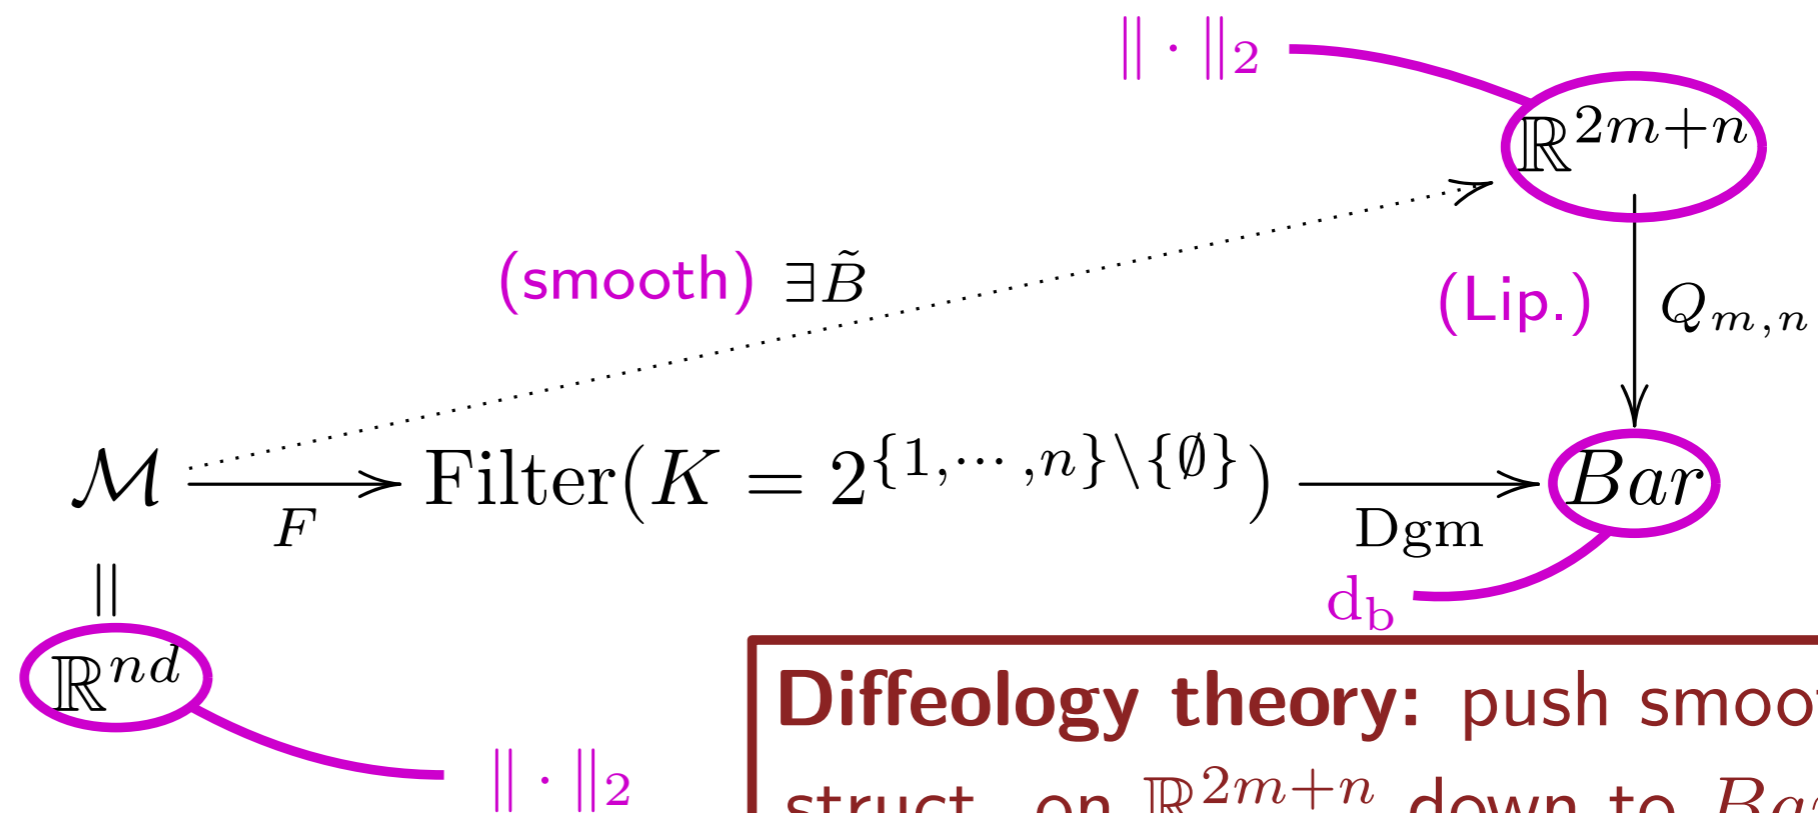 ‖ · ‖₂
ℝ^{2m+n}
(smooth) ∃B̃
(Lip.) Q_{m,n}
ℳ F Filter(K = 2^{{1,⋯,n}\{∅}}) Dgm Bar
‖
d_b
ℝ^{nd}
‖ · ‖₂
Diffeology theory: push smoo
struct. on ℝ^{2m+n} down to Bar